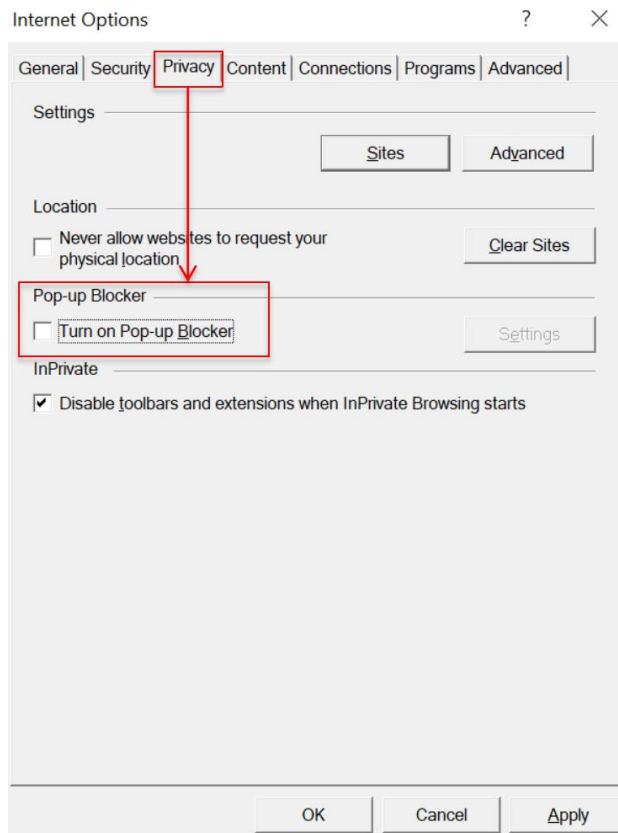 Internet Options ?
General Security Privacy Content Connections Programs Advanced
Settings
Sites Advanced
Location
Never allow websites to request your
physical location
Clear Sites
Pop-up Blocker
Turn on Pop-up Blocker Settings
InPrivate
Disable toolbars and extensions when InPrivate Browsing starts
OK Cancel Apply